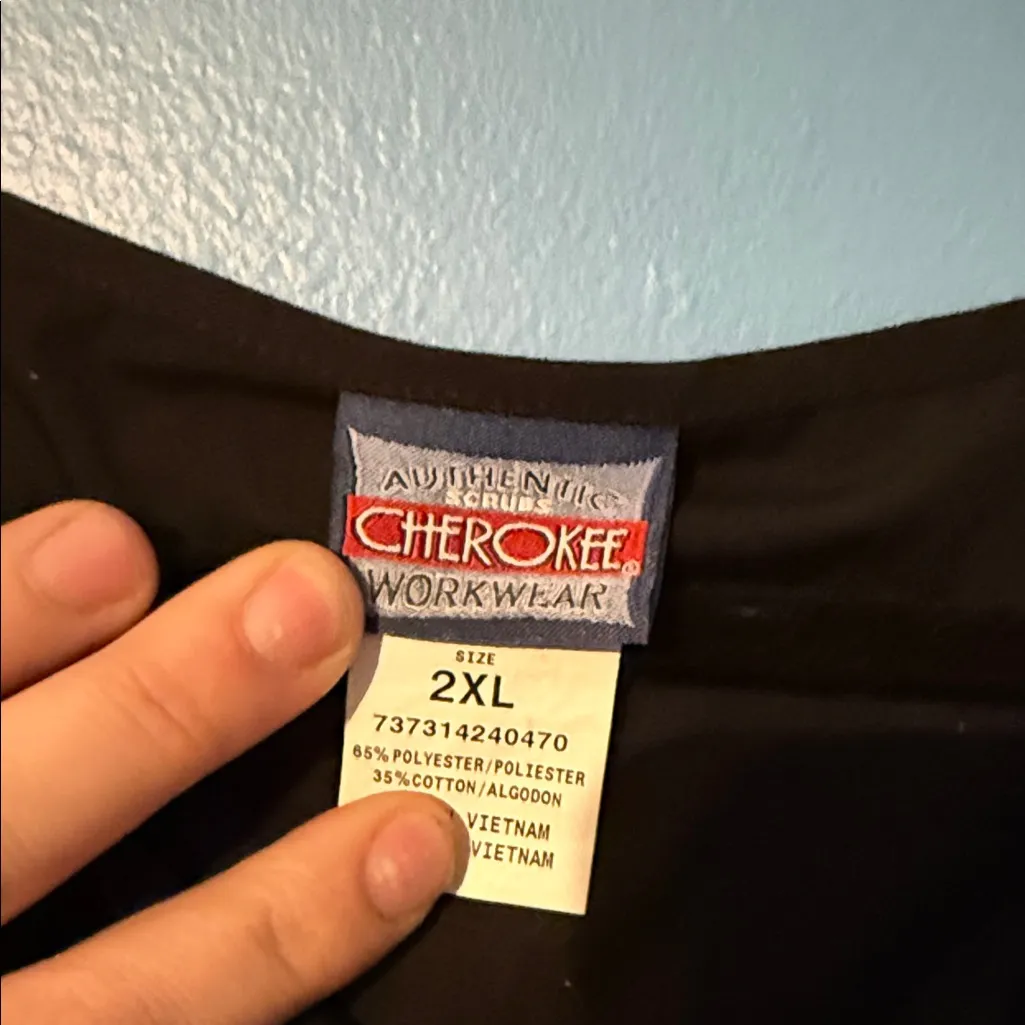 AUTHENTIC
SCRUBS
CHEROKEE®
WORKWEAR
SIZE
2XL
737314240470
65% POLYESTER/POLIESTER
35%COTTON/ALGODON
VIETNAM
VIETNAM